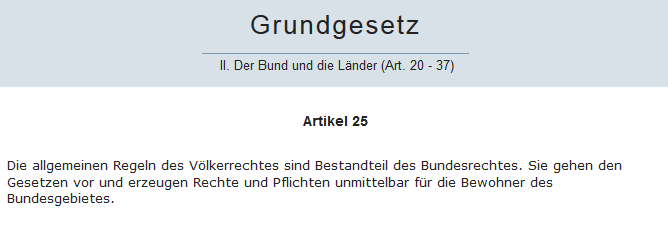 Grundgesetz
II. Der Bund und die Länder (Art. 20 - 37)
Artikel 25
Die allgemeinen Regeln des Völkerrechtes sind Bestandteil des Bundesrechtes. Sie gehen den
Gesetzen vor und erzeugen Rechte und Pflichten unmittelbar für die Bewohner des
Bundesgebietes.